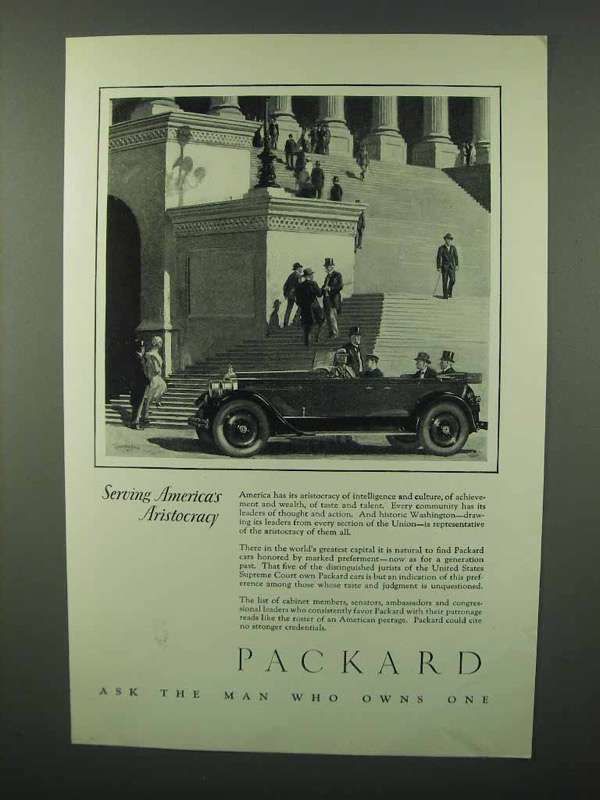 Serving America's
Aristocracy
America has its aristocracy of intelligence and culture, of achieve-
ment and wealth, of taste and talent. Every community has its
leaders of thought and action. And historic Washington—draw-
ing its leaders from every section of the Union—is representative
of the aristocracy of them all.
There in the world's greatest capital it is natural to find Packard
cars honored by marked preferment—now as for a generation
past. That five of the distinguished jurists of the United States
Supreme Court own Packard cars is but an indication of this pref-
erence among those whose taste and judgment is unquestioned.
The list of cabinet members, senators, ambassadors and congres-
sional leaders who consistently favor Packard with their patronage
reads like the roster of an American peerage. Packard could cite
no stronger credentials.
PACKARD
ASK THE MAN WHO OWNS ONE